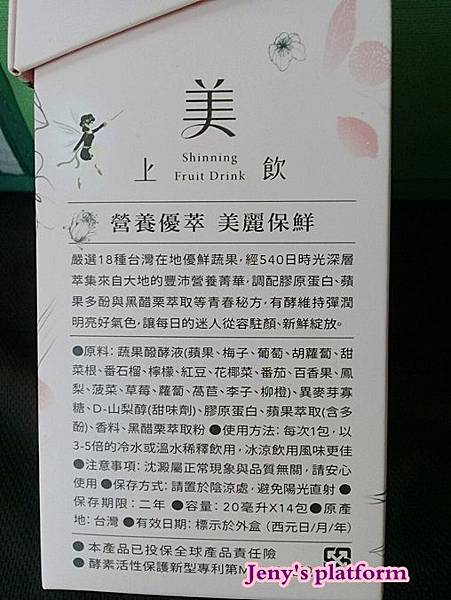 美
上 Shinning Fruit Drink 飲
營養優萃 美麗保鮮
嚴選18種台灣在地優鮮蔬果，經540日時光深層
萃集來自大地的豐沛營養菁華，調配膠原蛋白、蘋
果多酚與黑醋栗萃取等青春秘方，有酵維持彈潤
明亮好氣色，讓每日的迷人從容駐顏、新鮮綻放。
●原料：蔬果醱酵液(蘋果、梅子、葡萄、胡蘿蔔、甜
菜根、番石榴、檸檬、紅豆、花椰菜、番茄、百香果、鳳
梨、菠菜、草莓、蘿蔔、萵苣、李子、柳橙)、異麥芽寡
糖、D-山梨醇(甜味劑)、膠原蛋白、蘋果萃取(含多
酚)、香料、黑醋栗萃取粉 ●使用方法：每次1包，以
3-5倍的冷水或溫水稀釋飲用，冰涼飲用風味更佳
●注意事項：沈澱屬正常現象與品質無關，請安心
使用 ●保存方式：請置於陰涼處，避免陽光直射 ●
保存期限：二年 ●容量：20毫升X14包 ●原產
地：台灣 ●有效日期：標示於外盒 (西元日/月/年)
● 本產品已投保全球產品責任險
● 酵素活性保護新型專利第M
Jeny's platform